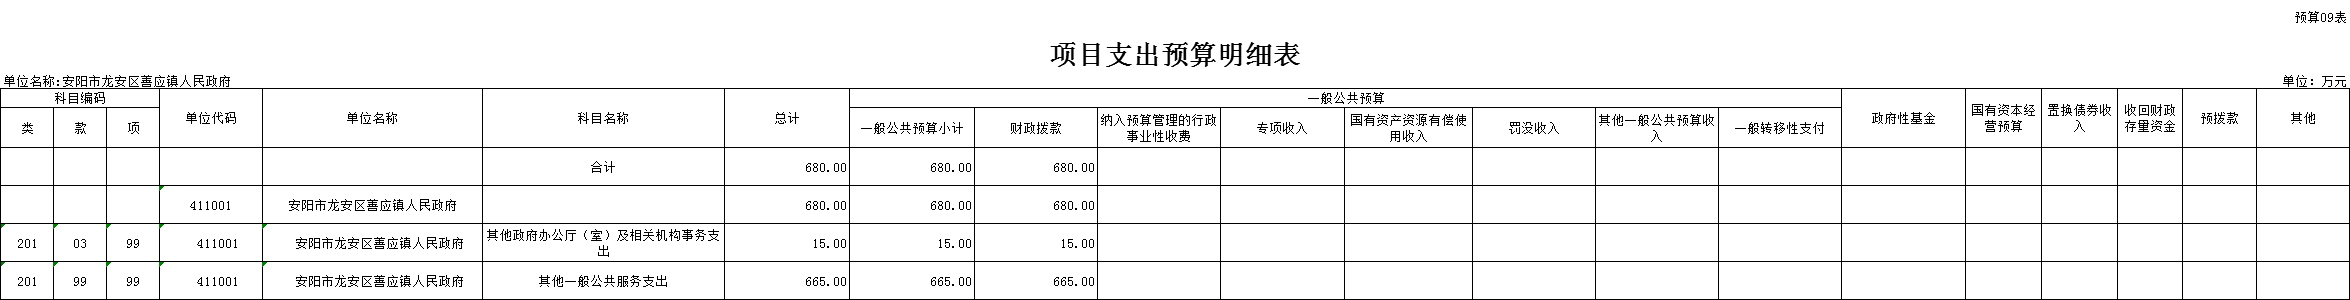 预算09表
项目支出预算明细表
单位名称:安阳市龙安区善应镇人民政府 单位：万元
科目编码 单位代码 单位名称 科目名称 总计 一般公共预算 政府性基金 国有资本经营预算 置换债券收入 收回财政存量资金 预拨款 其他
类 款 项 一般公共预算小计 财政拨款 纳入预算管理的行政事业性收费 专项收入 国有资产资源有偿使用收入 罚没收入 其他一般公共预算收入 一般转移性支付
合计 680.00 680.00 680.00
411001 安阳市龙安区善应镇人民政府 680.00 680.00 680.00
201 03 99 411001 安阳市龙安区善应镇人民政府 其他政府办公厅（室）及相关机构事务支出 15.00 15.00 15.00
201 99 99 411001 安阳市龙安区善应镇人民政府 其他一般公共服务支出 665.00 665.00 665.00